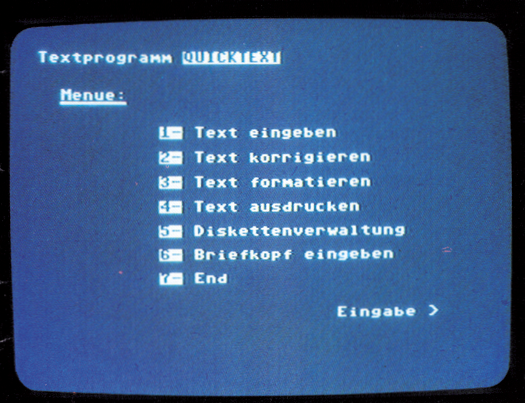 Textprogramm QUICKTEXT
Menue:
1- Text eingeben
2- Text korrigieren
3- Text formatieren
4- Text ausdrucken
5- Diskettenverwaltung
6- Briefkopf eingeben
7- End
Eingabe >